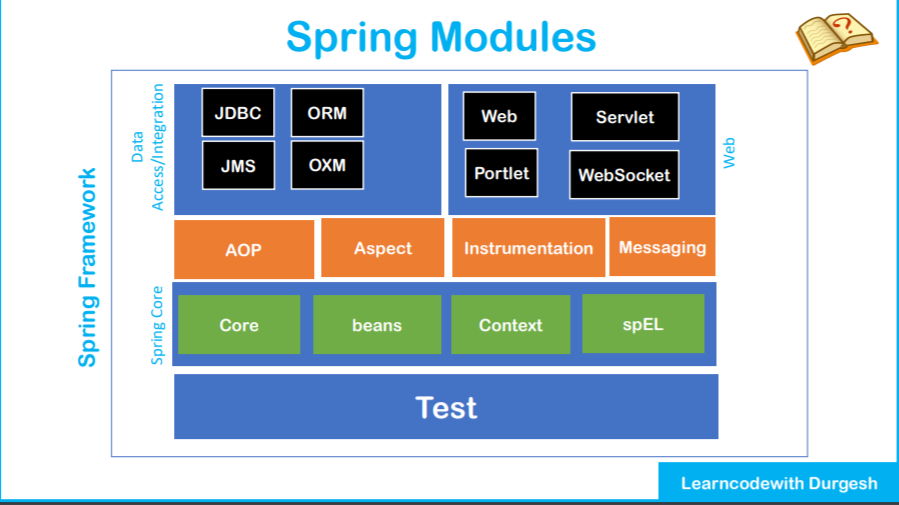 Spring Modules
?
Spring Framework
Data
Access/Integration
JDBC
ORM
JMS
OXM
Web
Servlet
Portlet
WebSocket
Web
AOP
Aspect
Instrumentation
Messaging
Spring Core
Core
beans
Context
spEL
Test
Learncodewith Durgesh